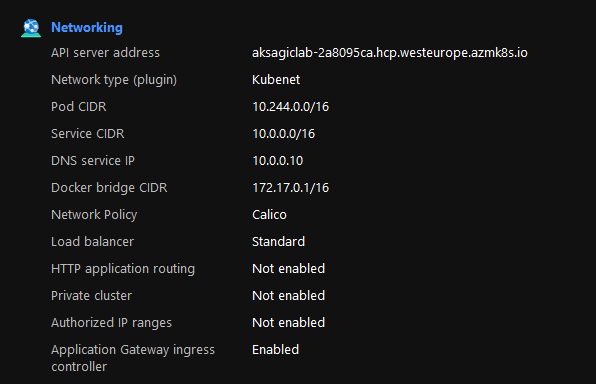 Networking
API server address aksagiclab-2a8095ca.hcp.westeurope.azmk8s.io
Network type (plugin) Kubenet
Pod CIDR 10.244.0.0/16
Service CIDR 10.0.0.0/16
DNS service IP 10.0.0.10
Docker bridge CIDR 172.17.0.1/16
Network Policy Calico
Load balancer Standard
HTTP application routing Not enabled
Private cluster Not enabled
Authorized IP ranges Not enabled
Application Gateway ingress Enabled
controller